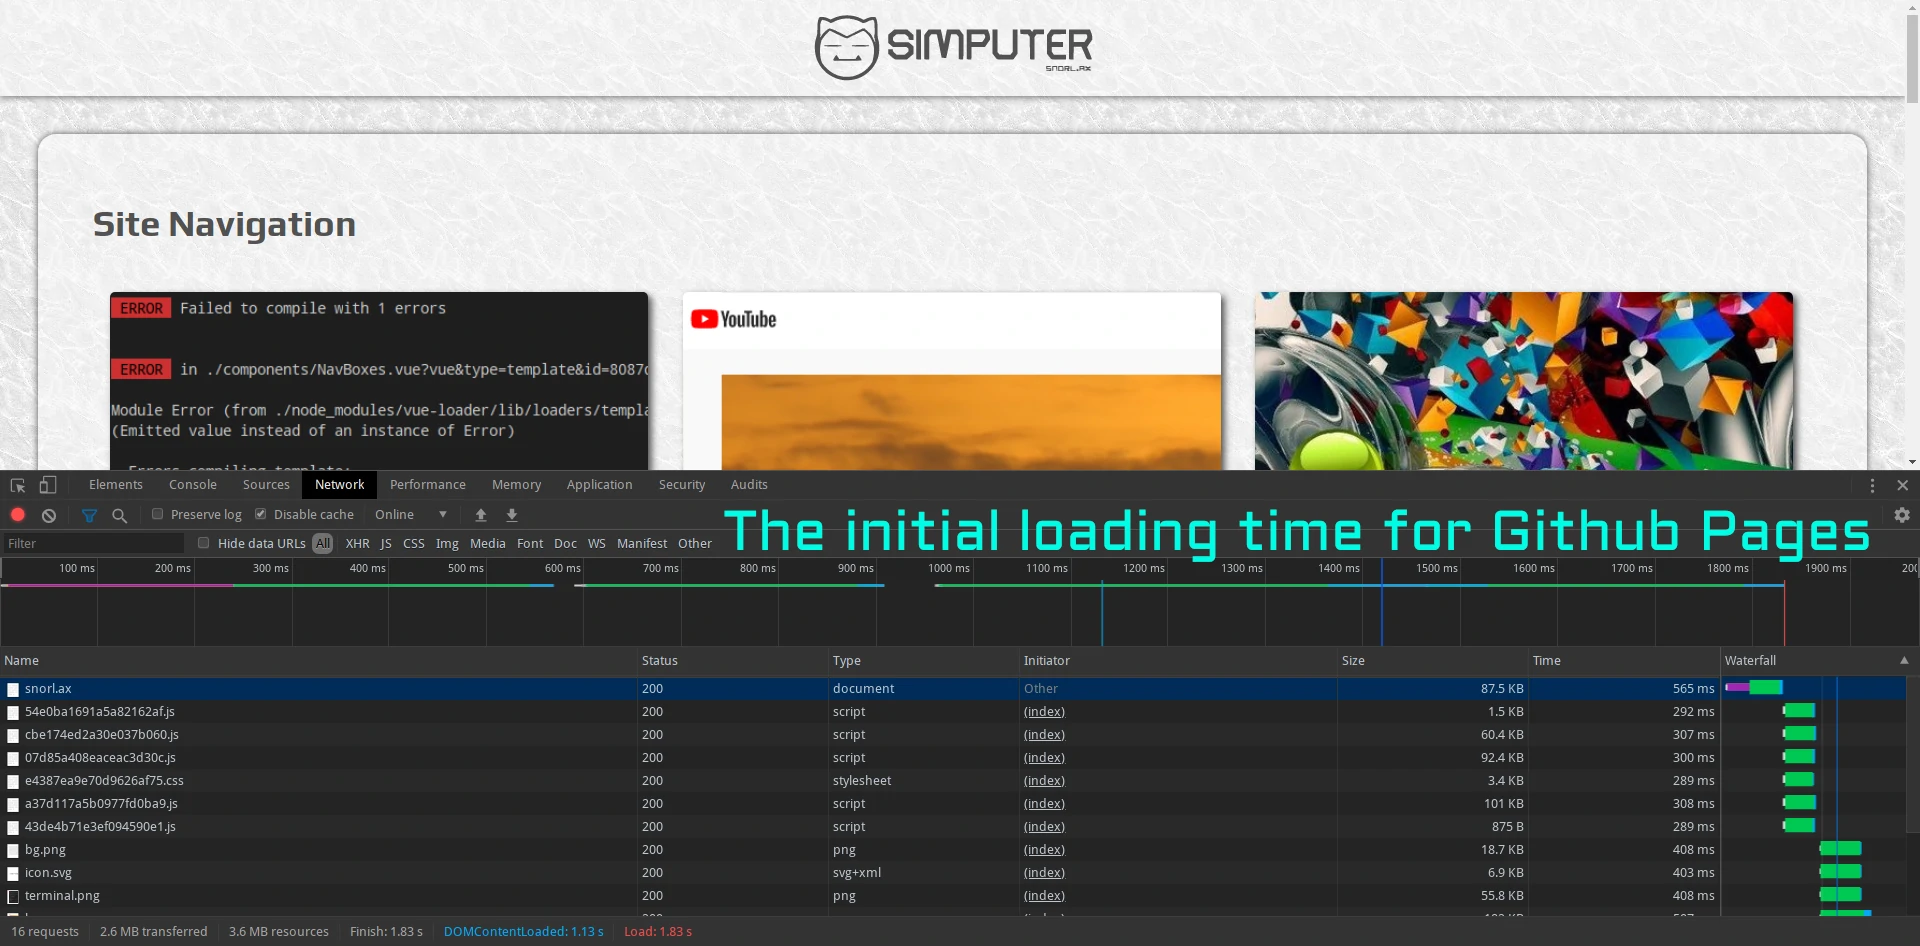 SIMPUTER
SNORL.AX
Site Navigation
ERROR Failed to compile with 1 errors
ERROR in ./components/NavBoxes.vue?vue&type=template&id=8087
Module Error (from ./node_modules/vue-loader/lib/loaders/templa
(Emitted value instead of an instance of Error)
Errors compiling template:
YouTube
Elements Console Sources Network Performance Memory Application Security Audits
Preserve log Disable cache Online
The initial loading time for Github Pages
Filter Hide data URLs All XHR JS CSS Img Media Font Doc WS Manifest Other
100 ms 200 ms 300 ms 400 ms 500 ms 600 ms 700 ms 800 ms 900 ms 1000 ms 1100 ms 1200 ms 1300 ms 1400 ms 1500 ms 1600 ms 1700 ms 1800 ms 1900 ms 200
Name Status Type Initiator Size Time Waterfall
snorl.ax 200 document Other 87.5 KB 565 ms
54e0ba1691a5a82162af.js 200 script (index) 1.5 KB 292 ms
cbe174ed2a30e037b060.js 200 script (index) 60.4 KB 307 ms
07d85a408eaceac3d30c.js 200 script (index) 92.4 KB 300 ms
e4387ea9e70d9626af75.css 200 stylesheet (index) 3.4 KB 289 ms
a37d117a5b0977fd0ba9.js 200 script (index) 101 KB 308 ms
43de4b71e3ef094590e1.js 200 script (index) 875 B 289 ms
bg.png 200 png (index) 18.7 KB 408 ms
icon.svg 200 svg+xml (index) 6.9 KB 403 ms
terminal.png 200 png (index) 55.8 KB 408 ms
16 requests 2.6 MB transferred 3.6 MB resources Finish: 1.83 s DOMContentLoaded: 1.13 s Load: 1.83 s